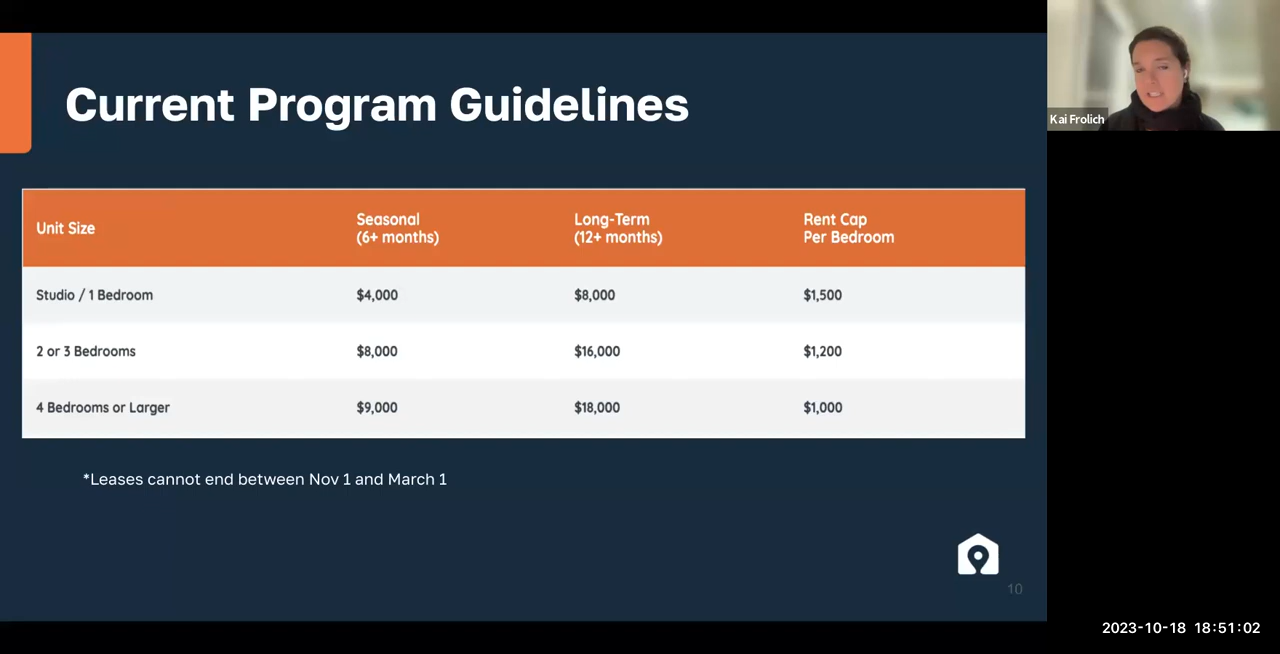 Current Program Guidelines
Unit Size
Seasonal
(6+ months)
Long-Term
(12+ months)
Rent Cap
Per Bedroom
Studio / 1 Bedroom
$4,000
$8,000
$1,500
2 or 3 Bedrooms
$8,000
$16,000
$1,200
4 Bedrooms or Larger
$9,000
$18,000
$1,000
*Leases cannot end between Nov 1 and March 1
10
Kai Frolich
2023-10-18 18:51:02